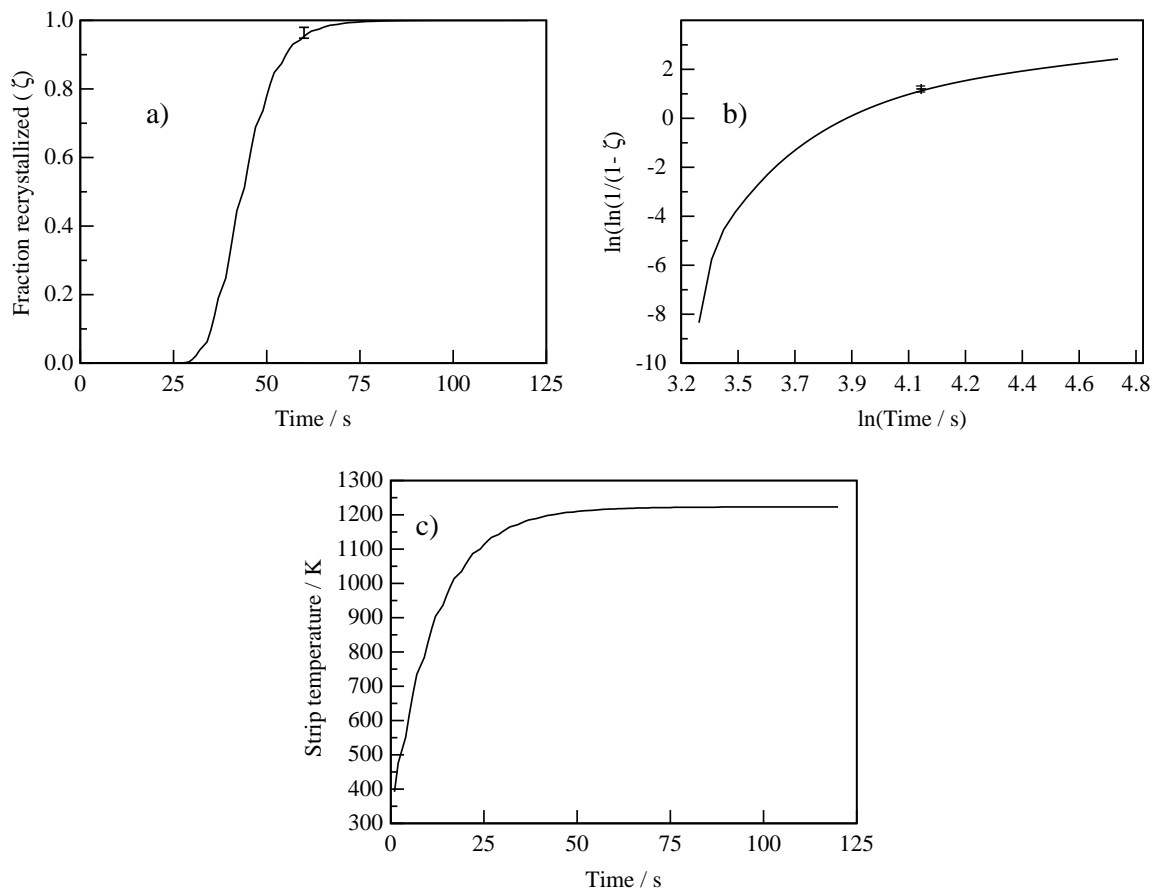 1.0
0.8
0.6
0.4
0.2
0.0
Fraction recrystallized ( ζ )
a)
0 25 50 75 100 125
Time / s
2
0
-2
-4
-6
-8
-10
ln(ln(1/(1- ζ)
b)
3.2 3.5 3.7 3.9 4.1 4.2 4.4 4.6 4.8
ln(Time / s)
1300
1200
1100
1000
900
800
700
600
500
400
300
Strip temperature / K
c)
0 25 50 75 100 125
Time / s